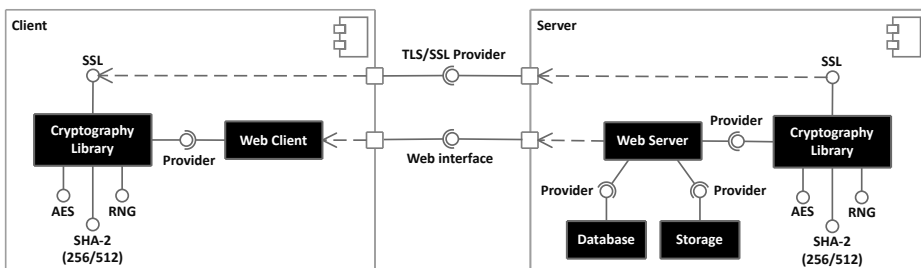 Client
Server
TLS/SSL Provider
SSL
SSL
Cryptography
Library
Provider
Web Client
Web interface
Web Server
Provider
Cryptography
Library
AES
RNG
SHA-2
(256/512)
Provider
Provider
Database
Storage
AES
RNG
SHA-2
(256/512)